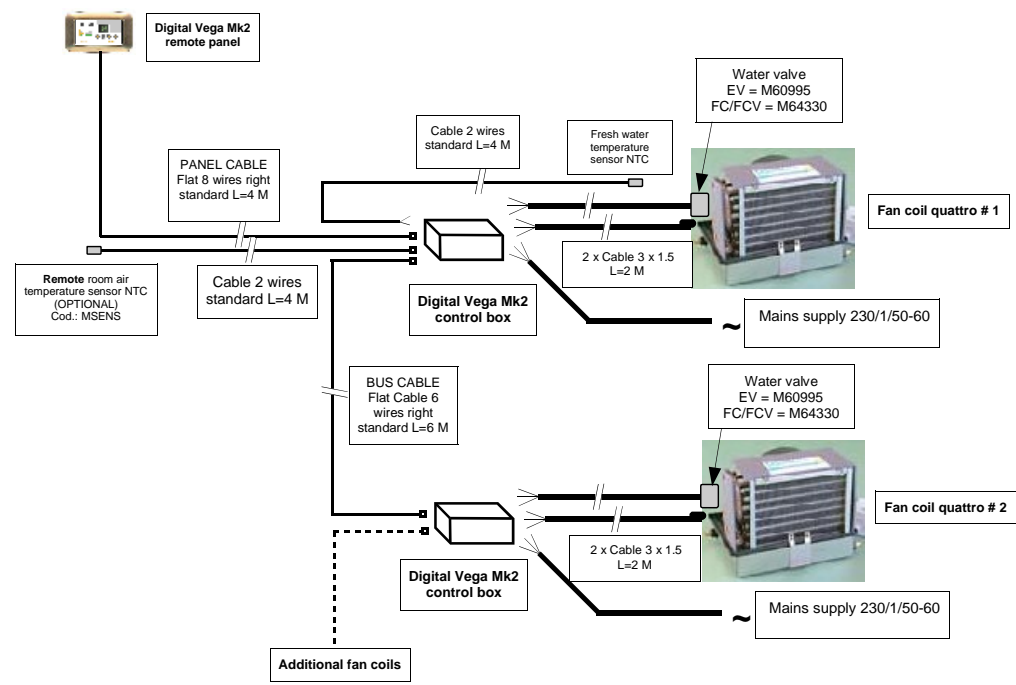 Digital Vega Mk2
remote panel
Water valve
EV = M60995
FC/FCV = M64330
Cable 2 wires
standard L=4 M
Fresh water
temperature
sensor NTC
PANEL CABLE
Flat 8 wires right
standard L=4 M
Fan coil quattro # 1
Remote room air
temperature sensor NTC
(OPTIONAL)
Cod.: MSENS
Cable 2 wires
standard L=4 M
2 x Cable 3 x 1.5
L=2 M
Digital Vega Mk2
control box
~
Mains supply 230/1/50-60
BUS CABLE
Flat Cable 6
wires right
standard L=6 M
Water valve
EV = M60995
FC/FCV = M64330
Fan coil quattro # 2
2 x Cable 3 x 1.5
L=2 M
Digital Vega Mk2
control box
~
Mains supply 230/1/50-60
Additional fan coils